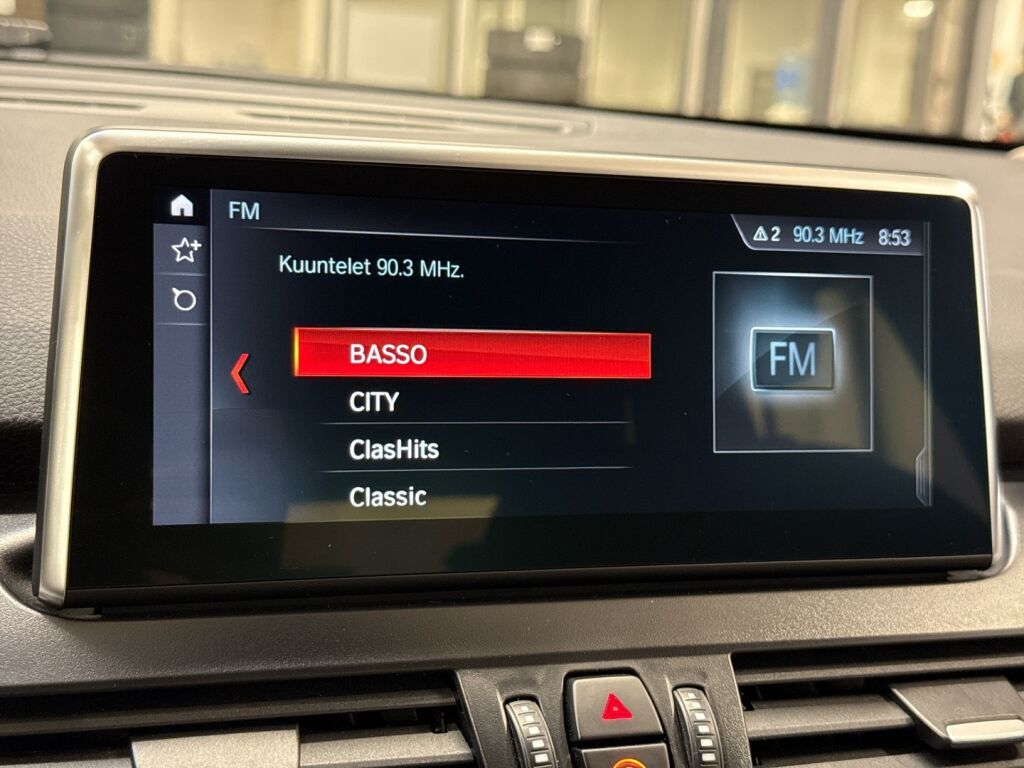 FM
2 90.3 MHz 8:53
Kuuntelet 90.3 MHz.
BASSO
FM
CITY
ClasHits
Classic